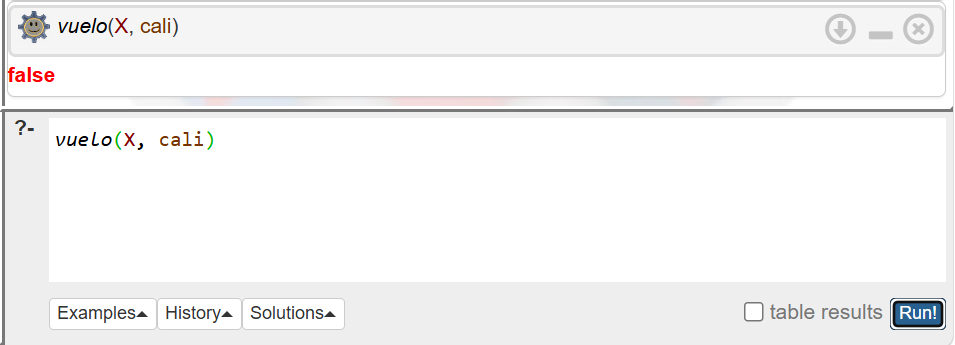 vuelo(X, cali)
false
?-
vuelo(X, cali)
Examples History Solutions table results Run!